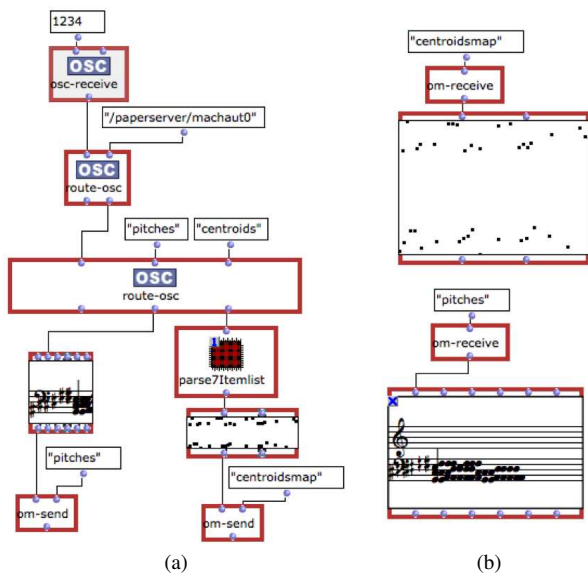 1234
OSC
osc-receive
"/paperserver/machaut0"
OSC
route-osc
"pitches"
"centroids"
OSC
route-osc
1
parse7Itemlist
"pitches"
om-send
"centroidsmap"
om-send
(a)
"centroidsmap"
om-receive
"pitches"
om-receive
x
(b)